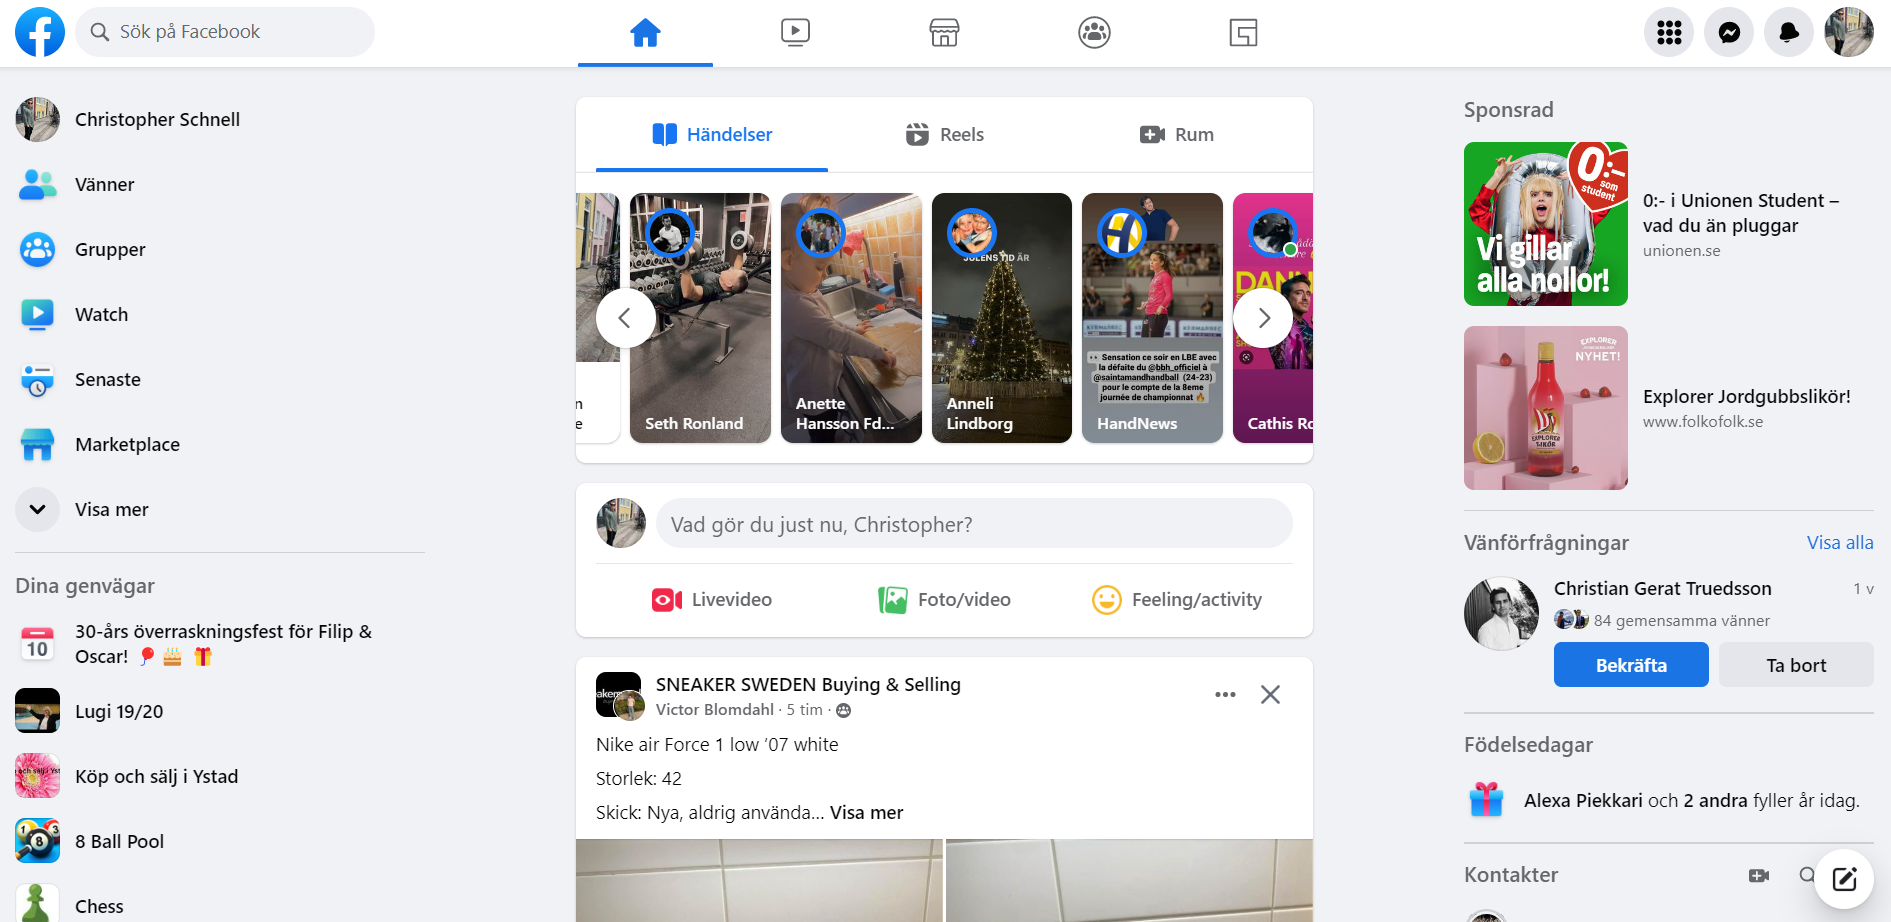 Sök på Facebook
Christopher Schnell
Vänner
Grupper
Watch
Senaste
Marketplace
Visa mer
Dina genvägar
30-års överraskningsfest för Filip &
Oscar! 🎈🎂 🎁
10
Lugi 19/20
Köp och sälj i Ystad
8 Ball Pool
Chess
Händelser
Reels
Rum
n
e
Seth Ronland
Anette
Hansson Fd...
JULENS TID ÄR
Anneli
Lindborg
👀 Sensation ce soir en LBE avec
la défaite du @bbh_officiel à
@saintamandhandball (24-23)
pour le compte de la 8eme
journée de championnat 🔥
HandNews
DANN
Cathis Ro
Vad gör du just nu, Christopher?
Livevideo
Foto/video
Feeling/activity
SNEAKER SWEDEN Buying & Selling
Victor Blomdahl · 5 tim ·
Nike air Force 1 low ‘07 white
Storlek: 42
Skick: Nya, aldrig använda... Visa mer
Sponsrad
0:-
som
student
Vi gillar
alla nollor!
0:- i Unionen Student –
vad du än pluggar
unionen.se
EXPLORER
NYHET!
EXPLORER
LIKÖR
Explorer Jordgubbslikör!
www.folkofolk.se
Vänförfrågningar
Visa alla
Christian Gerat Truedsson
1 v
84 gemensamma vänner
Bekräfta
Ta bort
Födelsedagar
Alexa Piekkari och 2 andra fyller år idag.
Kontakter